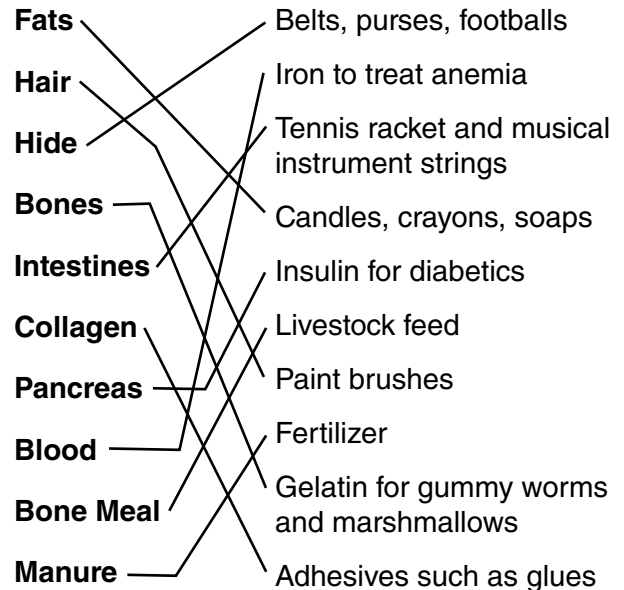 Fats
Hair
Hide
Bones
Intestines
Collagen
Pancreas
Blood
Bone Meal
Manure
Belts, purses, footballs
Iron to treat anemia
Tennis racket and musical
instrument strings
Candles, crayons, soaps
Insulin for diabetics
Livestock feed
Paint brushes
Fertilizer
Gelatin for gummy worms
and marshmallows
Adhesives such as glues